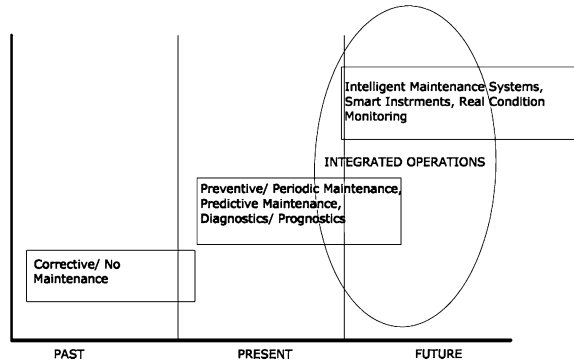 Intelligent Maintenance Systems,
Smart Instrments, Real Condition
Monitoring
INTEGRATED OPERATIONS
Preventive/ Periodic Maintenance,
Predictive Maintenance,
Diagnostics/ Prognostics
Corrective/ No
Maintenance
PAST
PRESENT
FUTURE